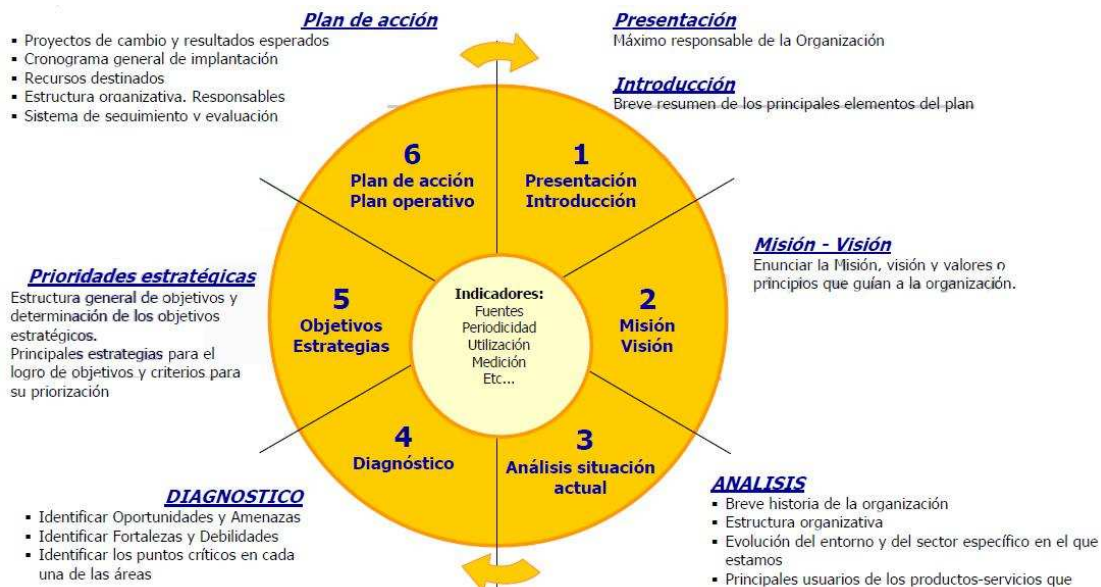 Plan de acción
▪ Proyectos de cambio y resultados esperados
▪ Cronograma general de implantación
▪ Recursos destinados
▪ Estructura organizativa. Responsables
▪ Sistema de seguimiento y evaluación
Presentación
Máximo responsable de la Organización
Introducción
Breve resumen de los principales elementos del plan
6
Plan de acción
Plan operativo
1
Presentación
Introducción
Misión - Visión
Enunciar la Misión, visión y valores o
principios que guían a la organización.
Prioridades estratégicas
Estructura general de objetivos y
determinación de los objetivos
estratégicos.
Principales estrategias para el
logro de objetivos y criterios para
su priorización
5
Objetivos
Estrategias
Indicadores:
Fuentes
Periodicidad
Utilización
Medición
Etc...
2
Misión
Visión
4
Diagnóstico
3
Análisis situación
actual
DIAGNOSTICO
▪ Identificar Oportunidades y Amenazas
▪ Identificar Fortalezas y Debilidades
▪ Identificar los puntos críticos en cada
una de las áreas
ANALISIS
▪ Breve historia de la organización
▪ Estructura organizativa
▪ Evolución del entorno y del sector específico en el que
estamos
▪ Principales usuarios de los productos-servicios que